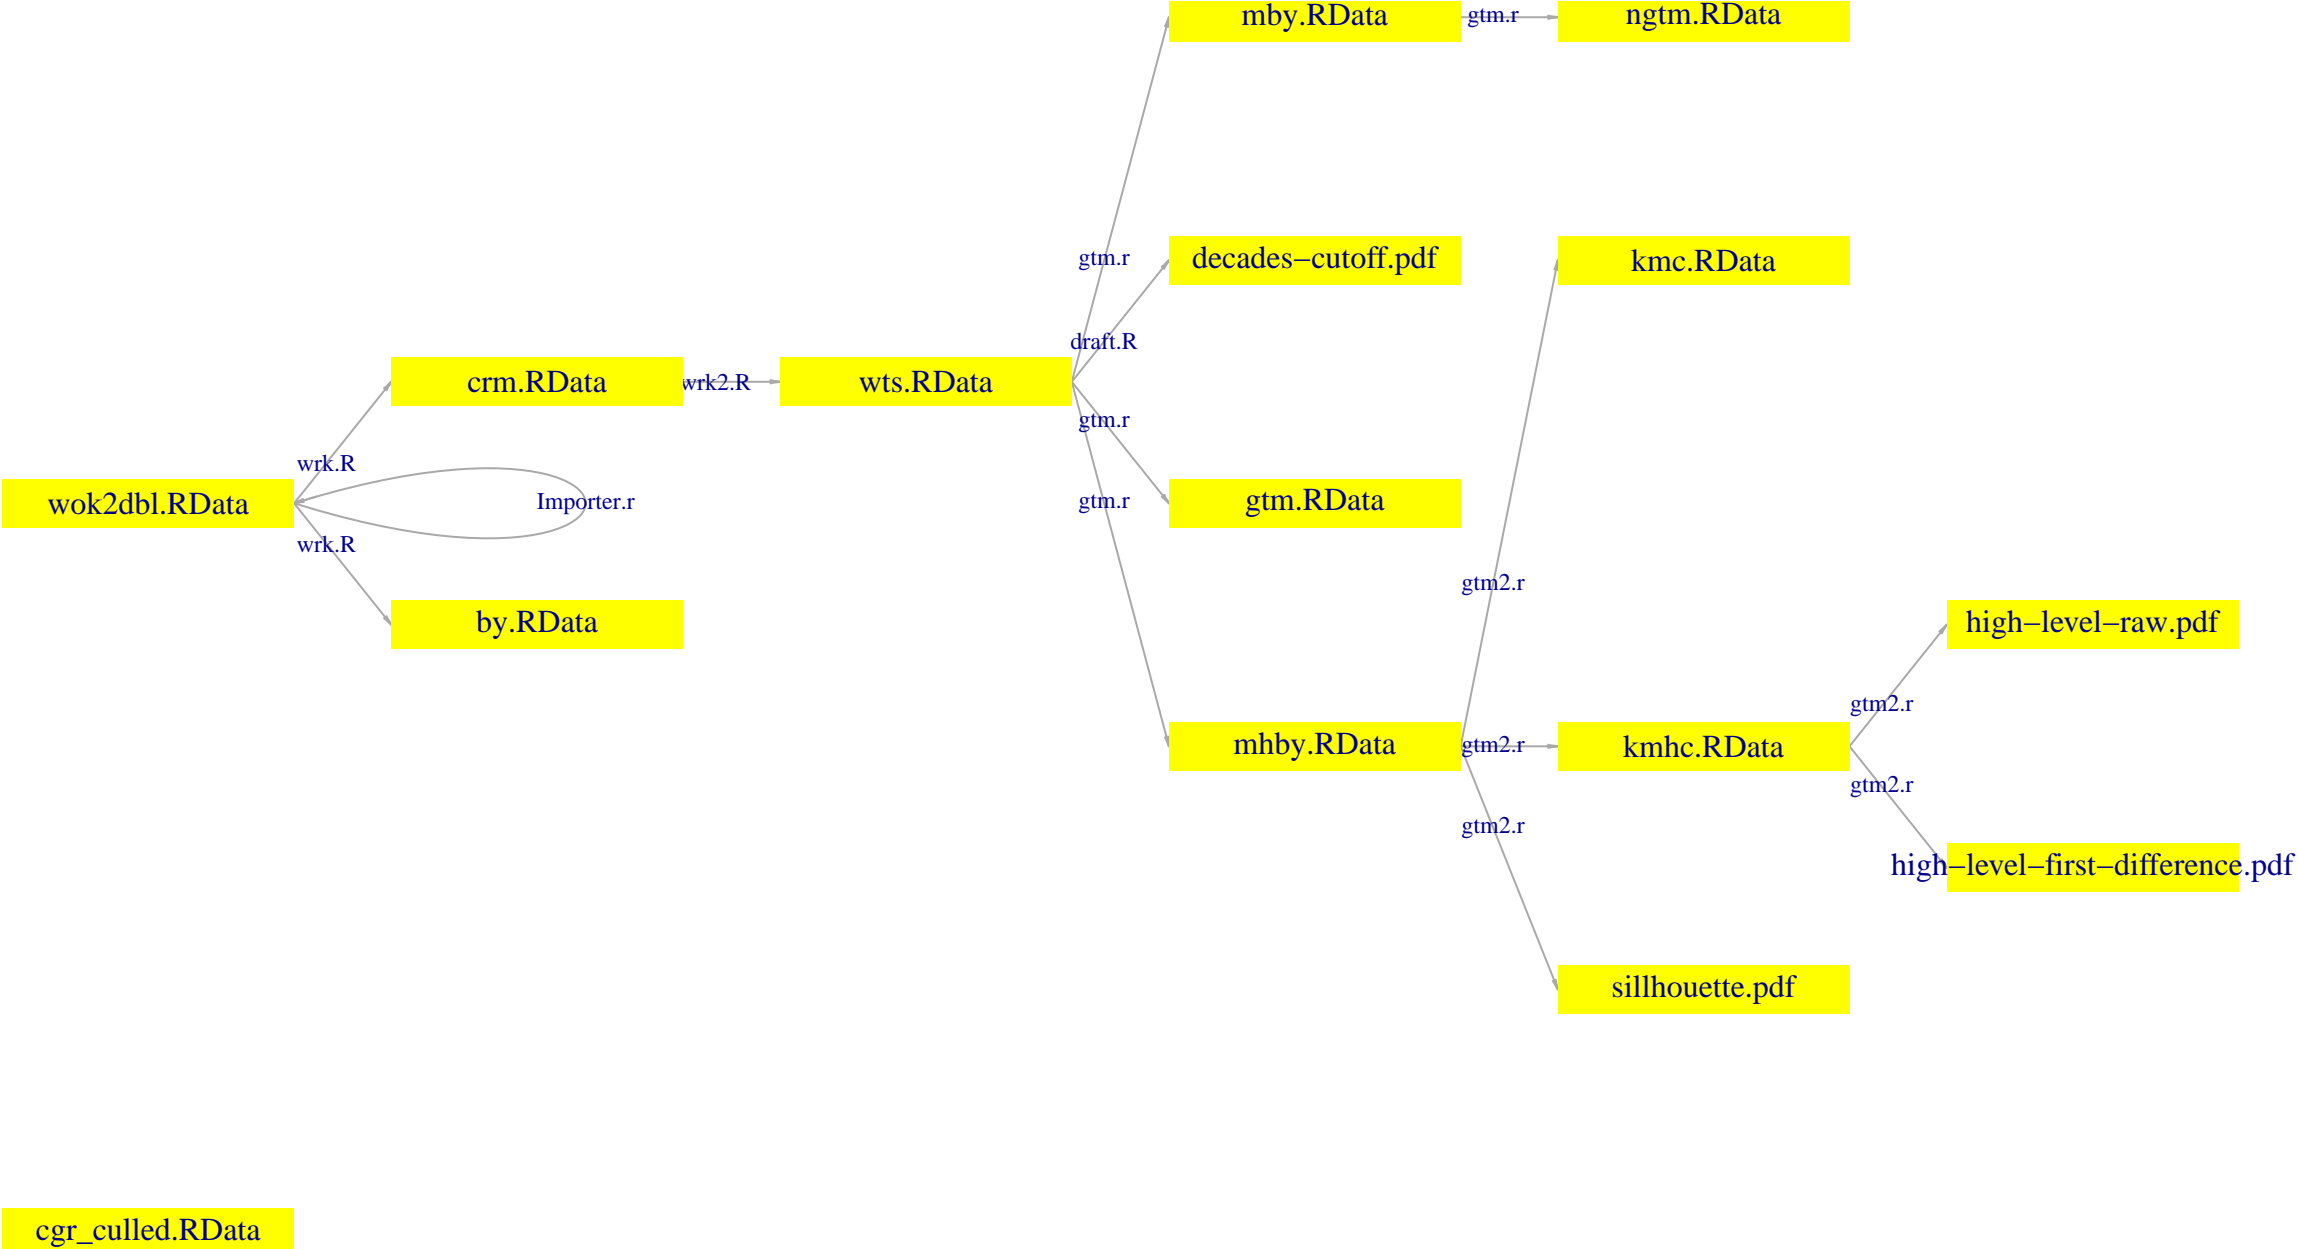 mby.RData
gtm.r
ngtm.RData
gtm.r
decades−cutoff.pdf
kmc.RData
draft.R
crm.RData
wrk2.R
wts.RData
gtm.r
wrk.R
wok2dbl.RData
Importer.r
gtm.r
gtm.RData
wrk.R
gtm2.r
by.RData
high−level−raw.pdf
gtm2.r
mhby.RData
gtm2.r
kmhc.RData
gtm2.r
gtm2.r
high−level−first−difference.pdf
sillhouette.pdf
cgr_culled.RData